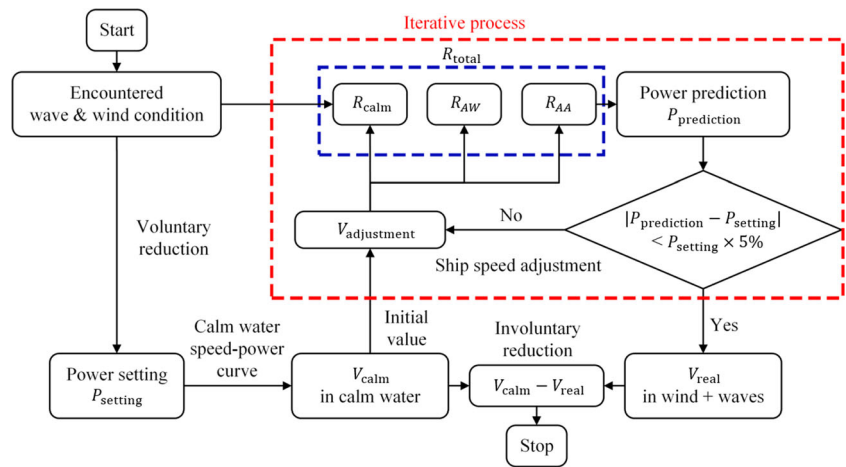 Iterative process
Start
R_total
Encountered
wave & wind condition
R_calm
R_AW
R_AA
Power prediction
P_prediction
Voluntary
reduction
V_adjustment
No
|P_prediction − P_setting|
< P_setting × 5%
Ship speed adjustment
Calm water
speed-power
curve
Initial
value
Involuntary
reduction
Yes
Power setting
P_setting
V_calm
in calm water
V_calm − V_real
V_real
in wind + waves
Stop